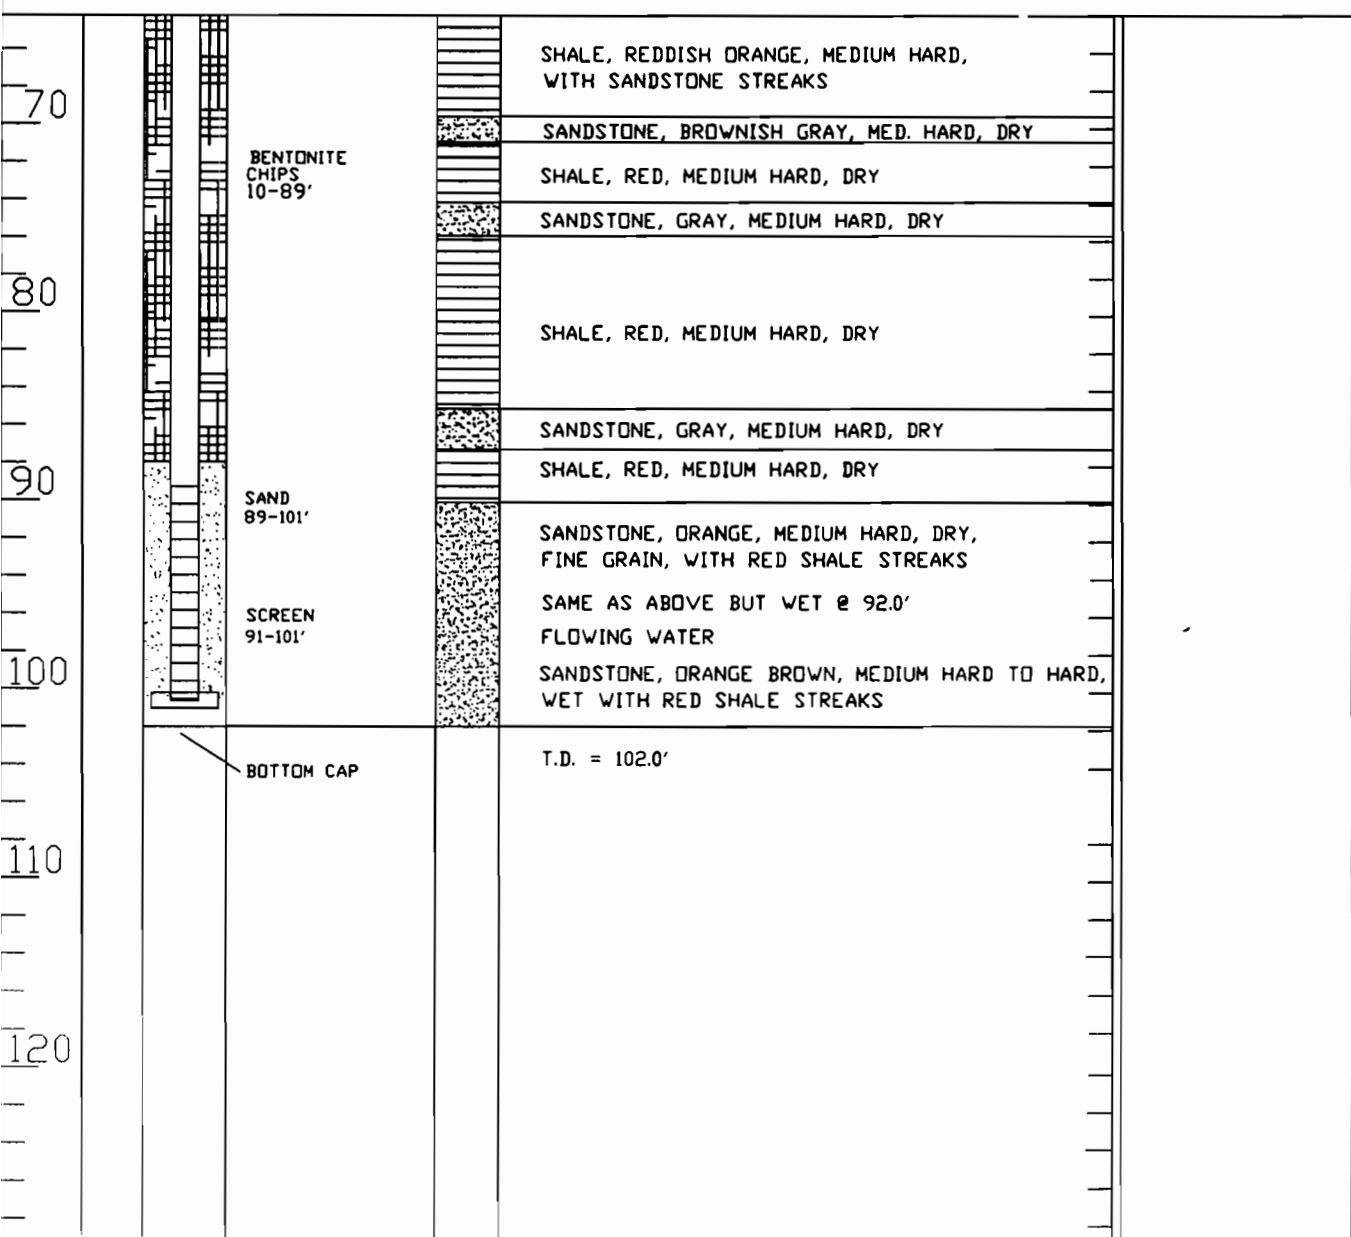 SHALE, REDDISH ORANGE, MEDIUM HARD,
WITH SANDSTONE STREAKS
70
SANDSTONE, BROWNISH GRAY, MED. HARD, DRY
BENTONITE
CHIPS
10-89'
SHALE, RED, MEDIUM HARD, DRY
SANDSTONE, GRAY, MEDIUM HARD, DRY
80
SHALE, RED, MEDIUM HARD, DRY
SANDSTONE, GRAY, MEDIUM HARD, DRY
90
SHALE, RED, MEDIUM HARD, DRY
SAND
89-101'
SANDSTONE, ORANGE, MEDIUM HARD, DRY,
FINE GRAIN, WITH RED SHALE STREAKS
SAME AS ABOVE BUT WET @ 92.0'
SCREEN
91-101'
FLOWING WATER
100
SANDSTONE, ORANGE BROWN, MEDIUM HARD TO HARD,
WET WITH RED SHALE STREAKS
BOTTOM CAP
T.D. = 102.0'
110
120